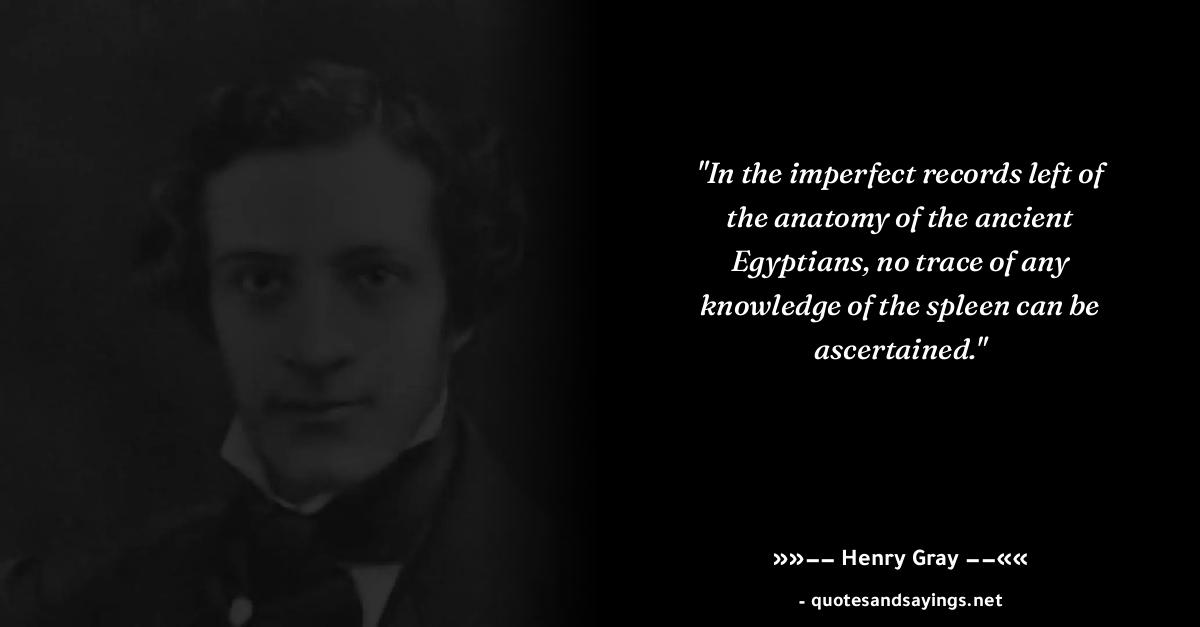 "In the imperfect records left of
the anatomy of the ancient
Egyptians, no trace of any
knowledge of the spleen can be
ascertained."
»»−− Henry Gray −−««
- quotesandsayings.net